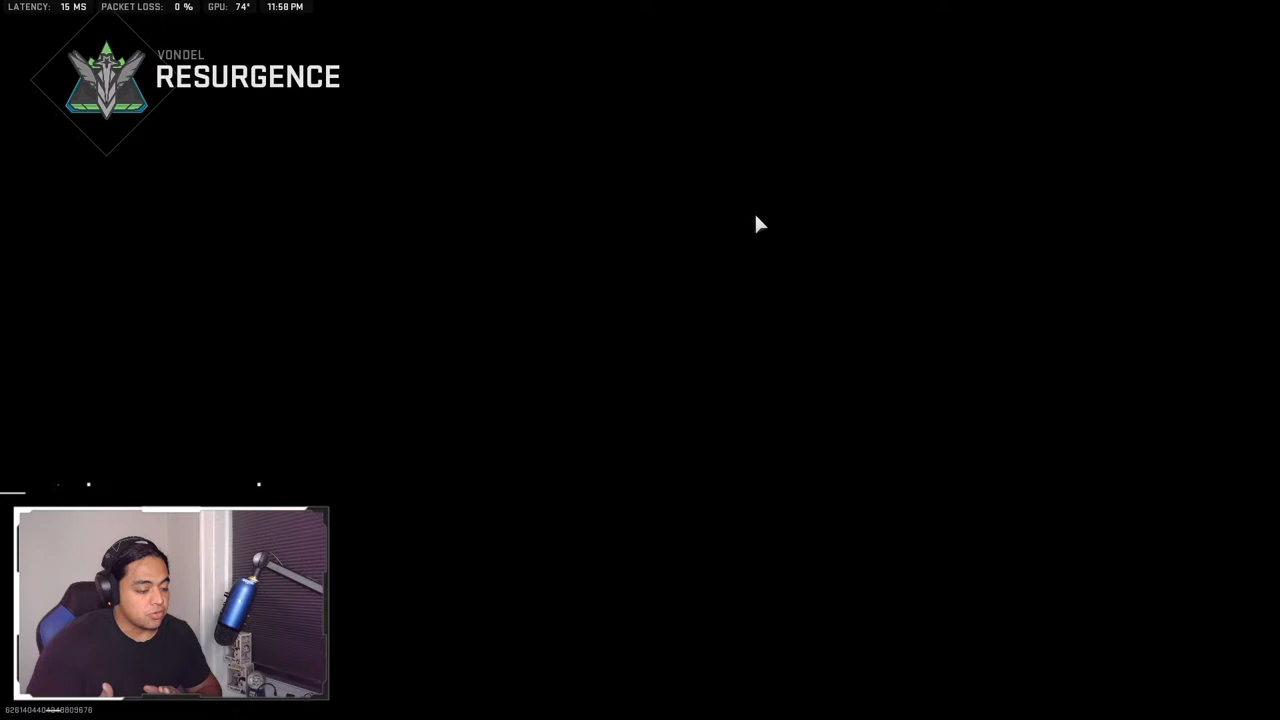 LATENCY: 15 MS PACKET LOSS: 0 % GPU: 74° 11:58 PM
VONDEL
RESURGENCE